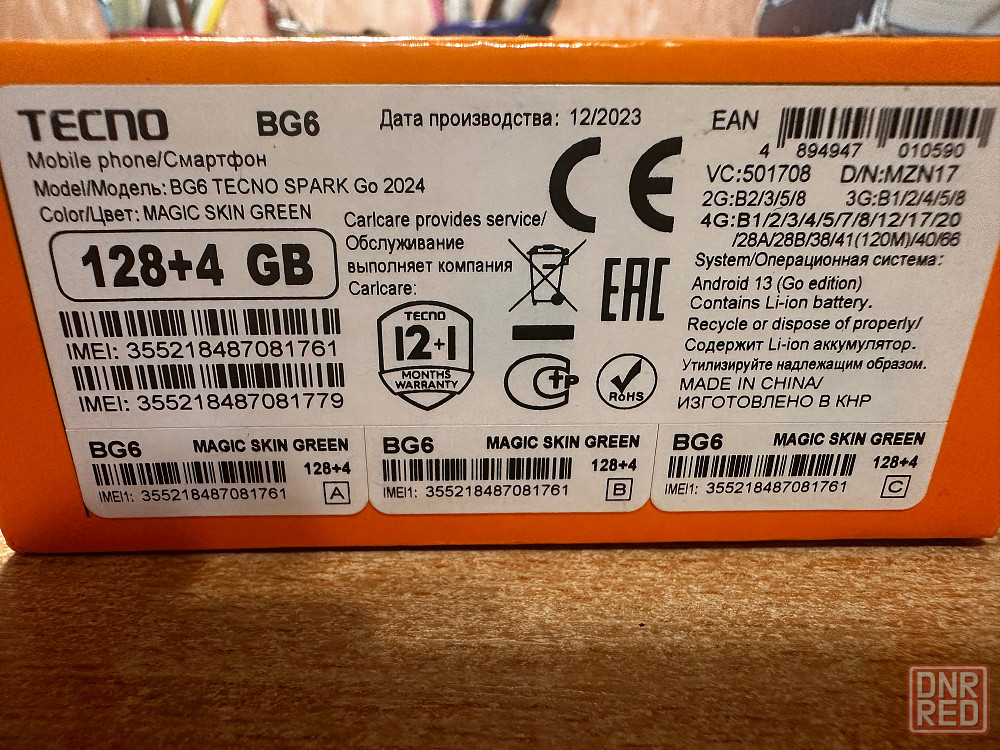 TECNO BG6 Дата производства: 12/2023
Mobile phone/Смартфон
Model/Модель: BG6 TECNO SPARK Go 2024
Color/Цвет: MAGIC SKIN GREEN
128+4 GB
IMEI: 355218487081761
IMEI: 355218487081779
Carlcare provides service/
Обслуживание
выполняет компания
Carlcare:
TECNO
12+1
MONTHS
WARRANTY
CE
EAC
CTP
RoHS
EAN
4 894947 010590
VC:501708 D/N:MZN17
2G:B2/3/5/8 3G:B1/2/4/5/8
4G:B1/2/3/4/5/7/8/12/17/20
/28A/28B/38/41(120M)/40/66
System/Операционная система:
Android 13 (Go edition)
Contains Li-ion battery.
Recycle or dispose of properly/
Содержит Li-ion аккумулятор.
Утилизируйте надлежащим образом.
MADE IN CHINA/
ИЗГОТОВЛЕНО В КНР
BG6 MAGIC SKIN GREEN
128+4
IMEI1: 355218487081761 A
BG6 MAGIC SKIN GREEN
128+4
IMEI1: 355218487081761 B
BG6 MAGIC SKIN GREEN
128+4
IMEI1: 355218487081761 C
DNR
RED